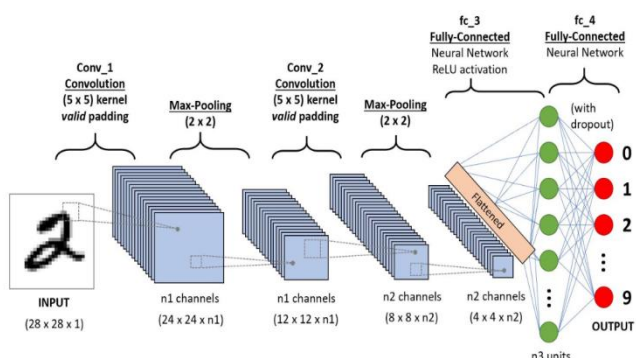 fc_3
Fully-Connected
Neural Network
ReLU activation
fc_4
Fully-Connected
Neural Network
Conv_1
Convolution
(5 x 5) kernel
valid padding
Max-Pooling
(2 x 2)
Conv_2
Convolution
(5 x 5) kernel
valid padding
Max-Pooling
(2 x 2)
(with
dropout)
Flattened
0
1
2
9
2
INPUT
(28 x 28 x 1)
n1 channels
(24 x 24 x n1)
n1 channels
(12 x 12 x n1)
n2 channels
(8 x 8 x n2)
n2 channels
(4 x 4 x n2)
OUTPUT
n3 units